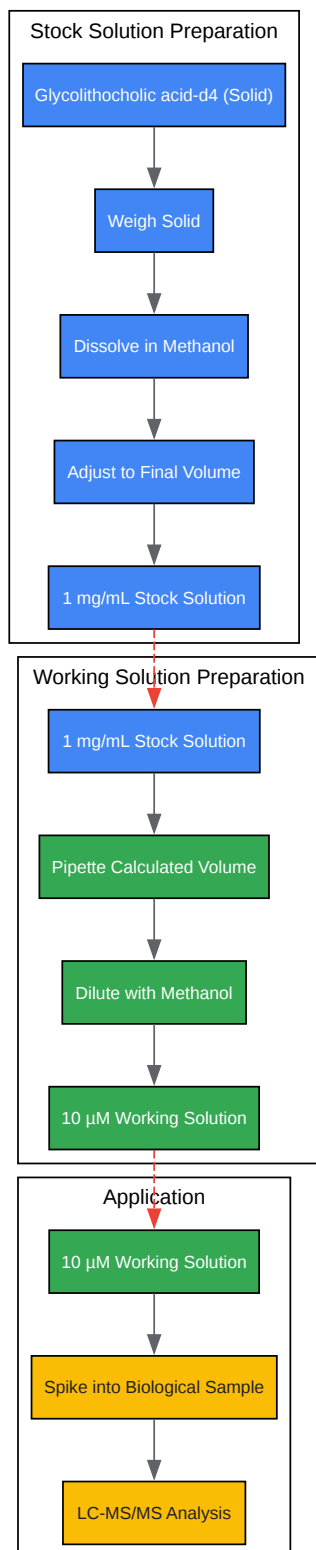 Stock Solution Preparation
Glycolithocholic acid-d4 (Solid)
Weigh Solid
Dissolve in Methanol
Adjust to Final Volume
1 mg/mL Stock Solution
Working Solution Preparation
1 mg/mL Stock Solution
Pipette Calculated Volume
Dilute with Methanol
10 µM Working Solution
Application
10 µM Working Solution
Spike into Biological Sample
LC-MS/MS Analysis